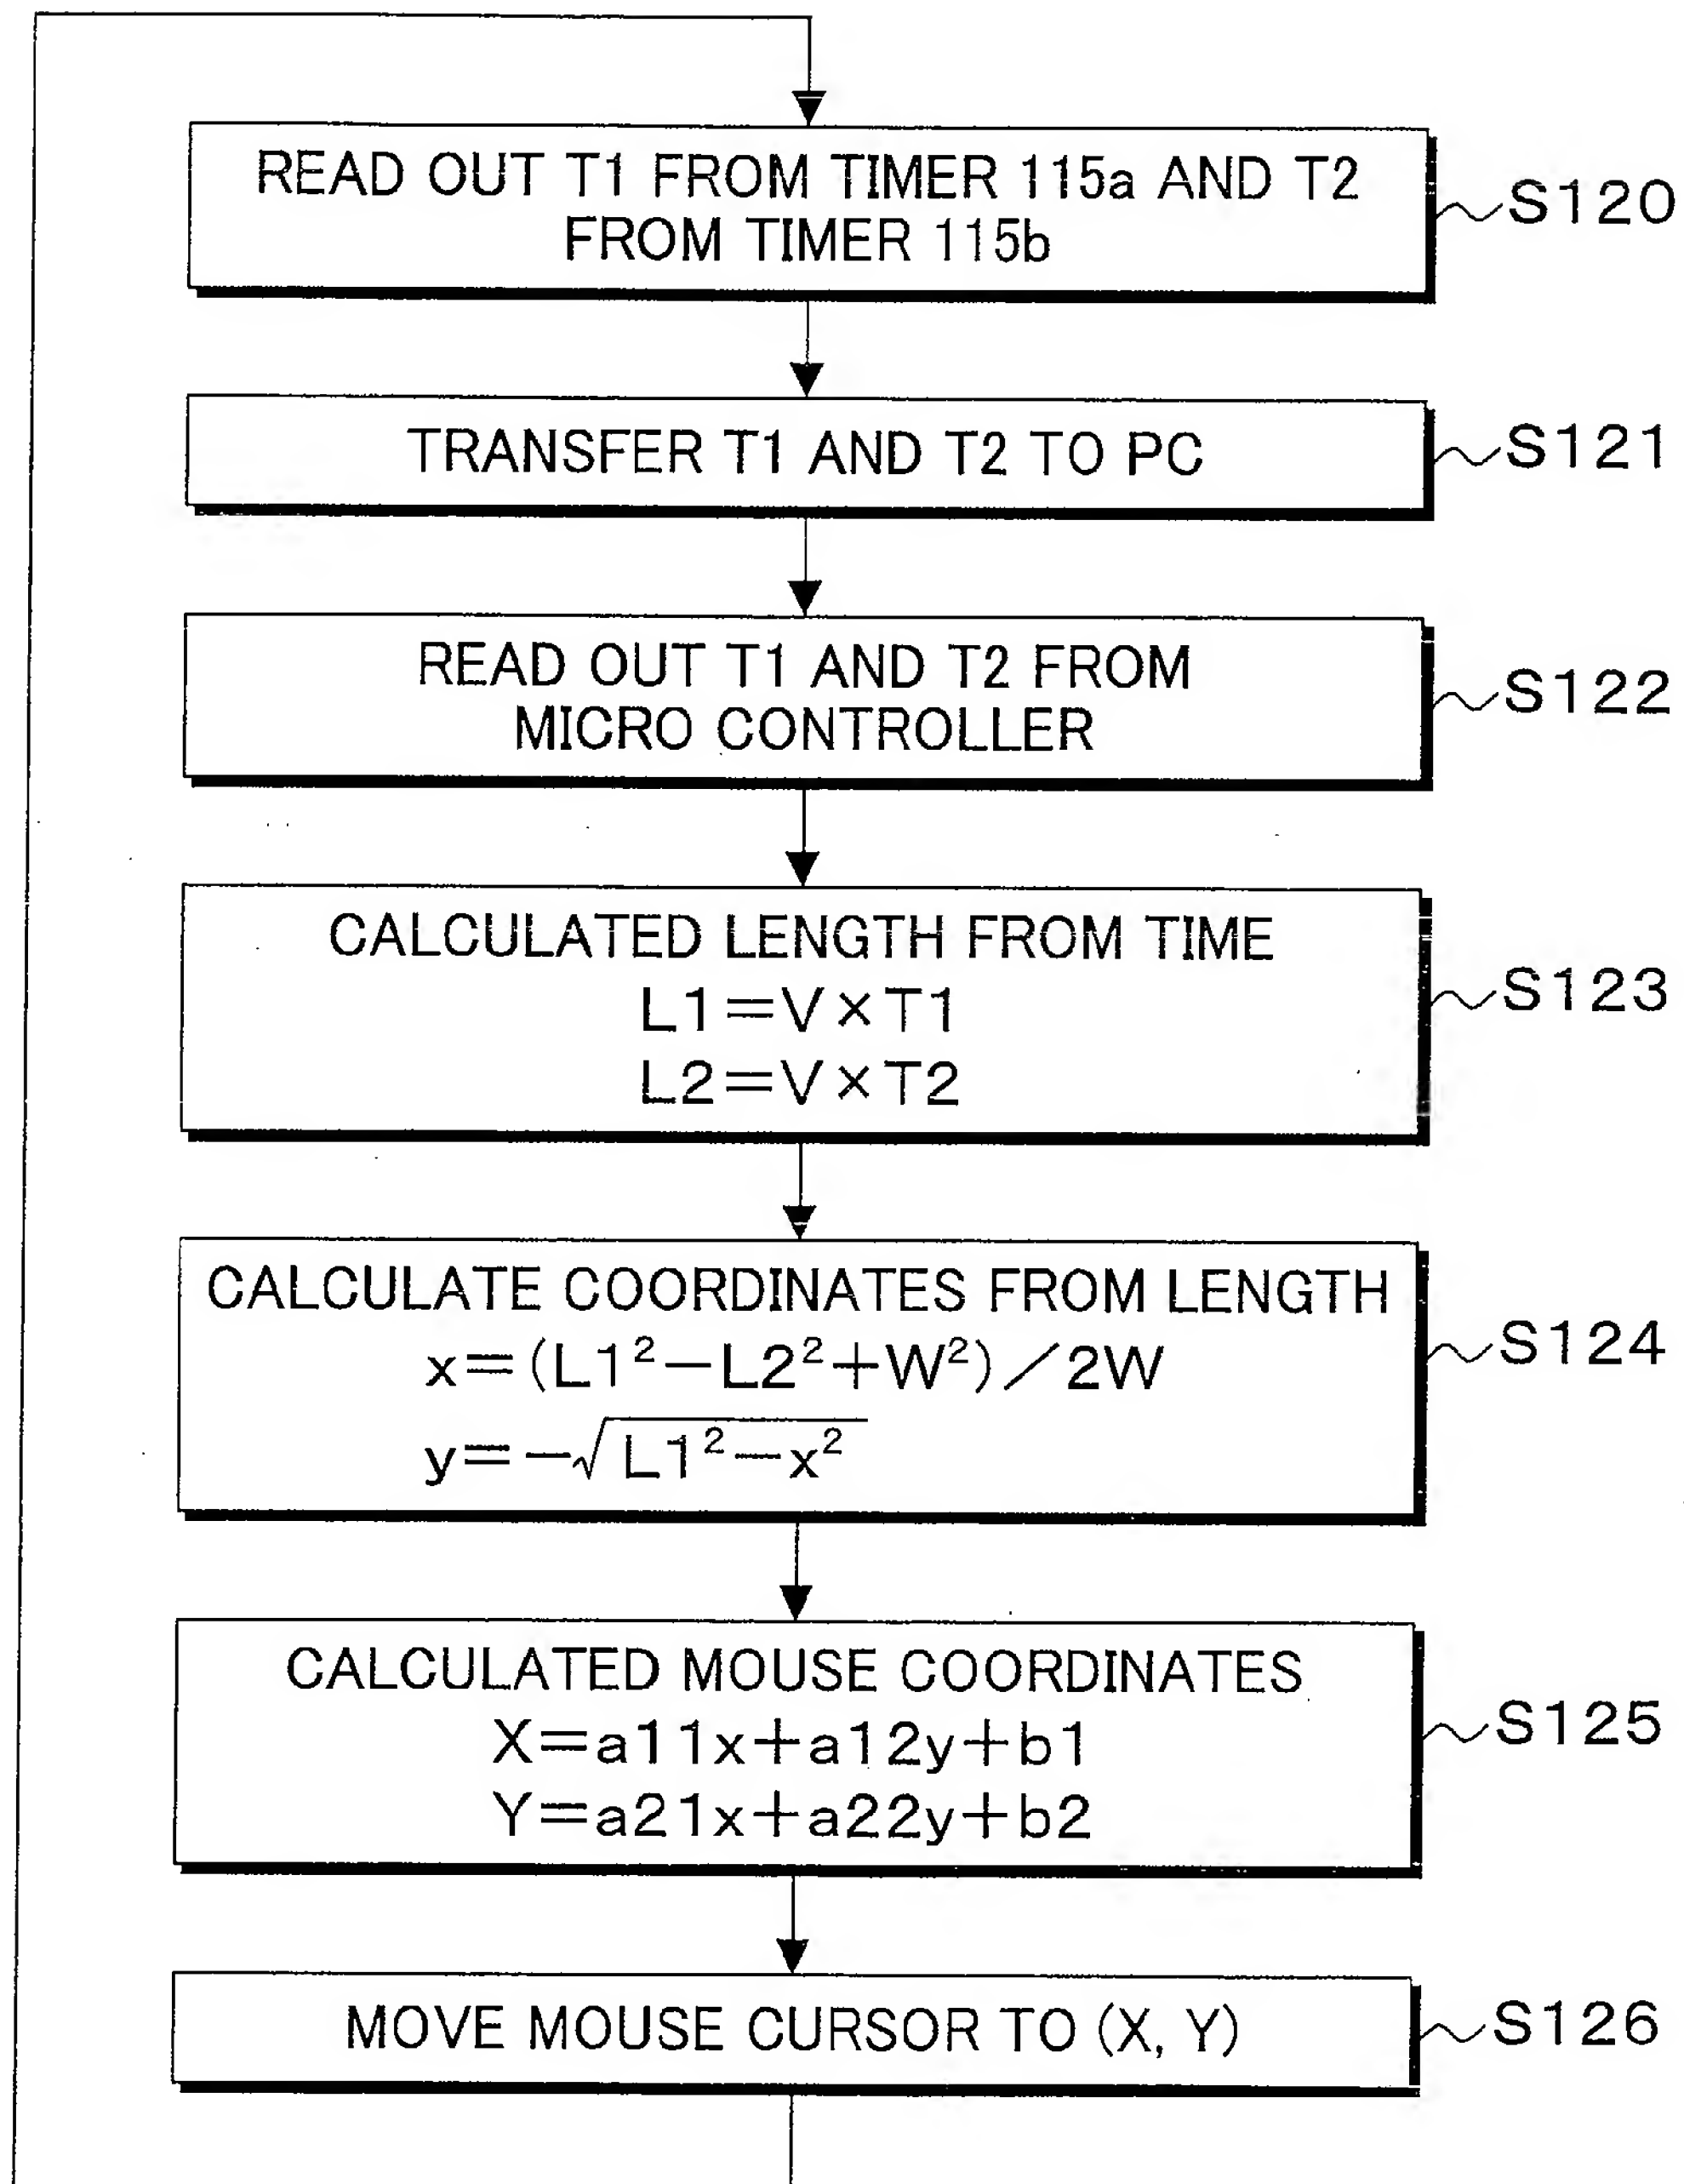 READ OUT T1 FROM TIMER 115a AND T2
FROM TIMER 115b
S120
TRANSFER T1 AND T2 TO PC
S121
READ OUT T1 AND T2 FROM
MICRO CONTROLLER
S122
CALCULATED LENGTH FROM TIME
L1=V×T1
L2=V×T2
S123
CALCULATE COORDINATES FROM LENGTH
x=(L1²−L2²+W²)/2W
y=−√L1²−x²
S124
CALCULATED MOUSE COORDINATES
X=a11x+a12y+b1
Y=a21x+a22y+b2
S125
MOVE MOUSE CURSOR TO (X, Y)
S126